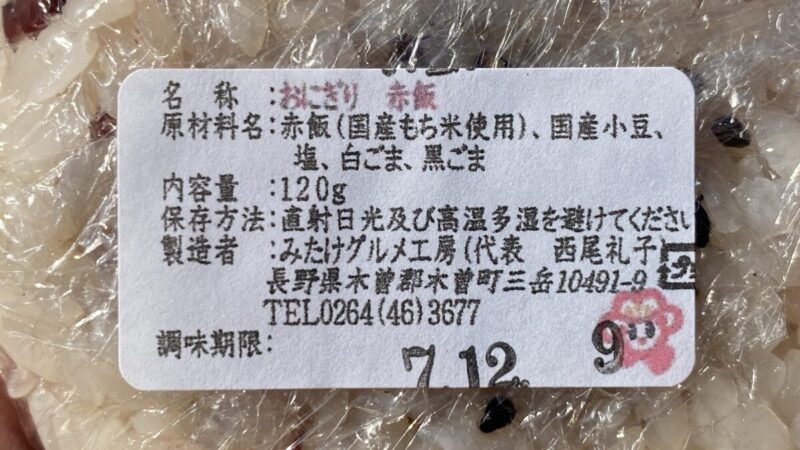 名　称　:おにぎり　赤飯
原材料名:赤飯(国産もち米使用)、国産小豆、
塩、白ごま、黒ごま
内容量　:120g
保存方法:直射日光及び高温多湿を避けてください
製造者　:みたけグルメ工房(代表　西尾礼子)
長野県木曽郡木曽町三岳10491-9
TEL0264(46)3677
調味期限:
7.12. 9